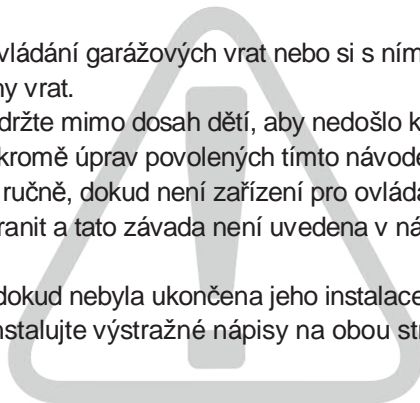 vládání garážových vrat nebo si s ním
ny vrat.
držte mimo dosah dětí, aby nedošlo k
kromě úprav povolených tímto návode
ručně, dokud není zařízení pro ovláda
ranit a tato závada není uvedena v ná
dokud nebyla ukončena jeho instalace
nstalujte výstražné nápisy na obou str